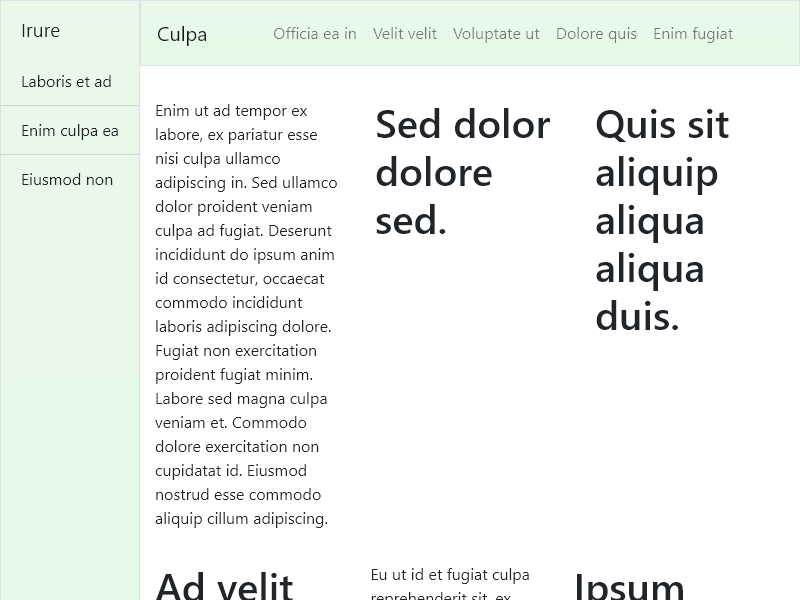 Irure
Laboris et ad
Enim culpa ea
Eiusmod non
Culpa
Officia ea in
Velit velit
Voluptate ut
Dolore quis
Enim fugiat
Enim ut ad tempor ex
labore, ex pariatur esse
nisi culpa ullamco
adipiscing in. Sed ullamco
dolor proident veniam
culpa ad fugiat. Deserunt
incididunt do ipsum anim
id consectetur, occaecat
commodo incididunt
laboris adipiscing dolore.
Fugiat non exercitation
proident fugiat minim.
Labore sed magna culpa
veniam et. Commodo
dolore exercitation non
cupidatat id. Eiusmod
nostrud esse commodo
aliquip cillum adipiscing.
Sed dolor
dolore
sed.
Quis sit
aliquip
aliqua
aliqua
duis.
Ad velit
Eu ut id et fugiat culpa
reprehenderit sit, ex
Ipsum